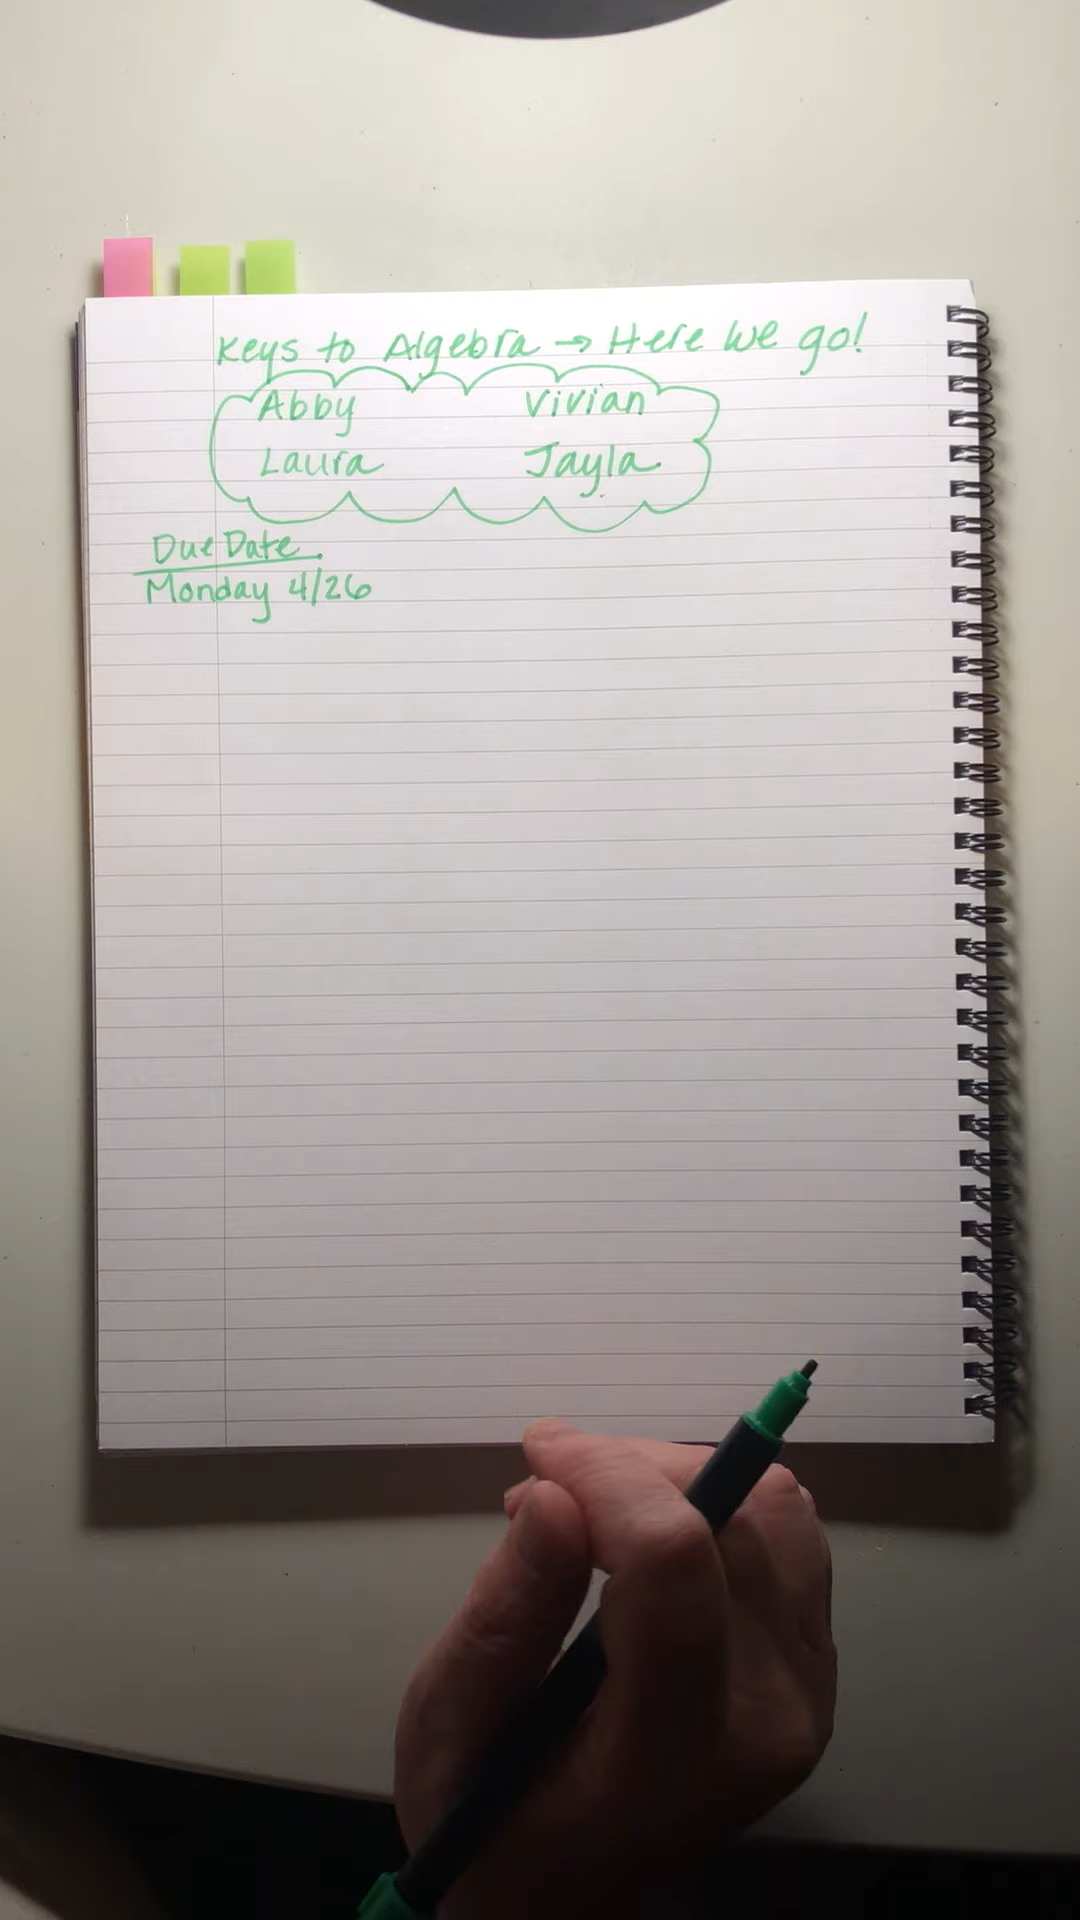 Keys to Algebra → Here we go!
Abby Vivian
Laura Jayla
Due Date
Monday 4/26